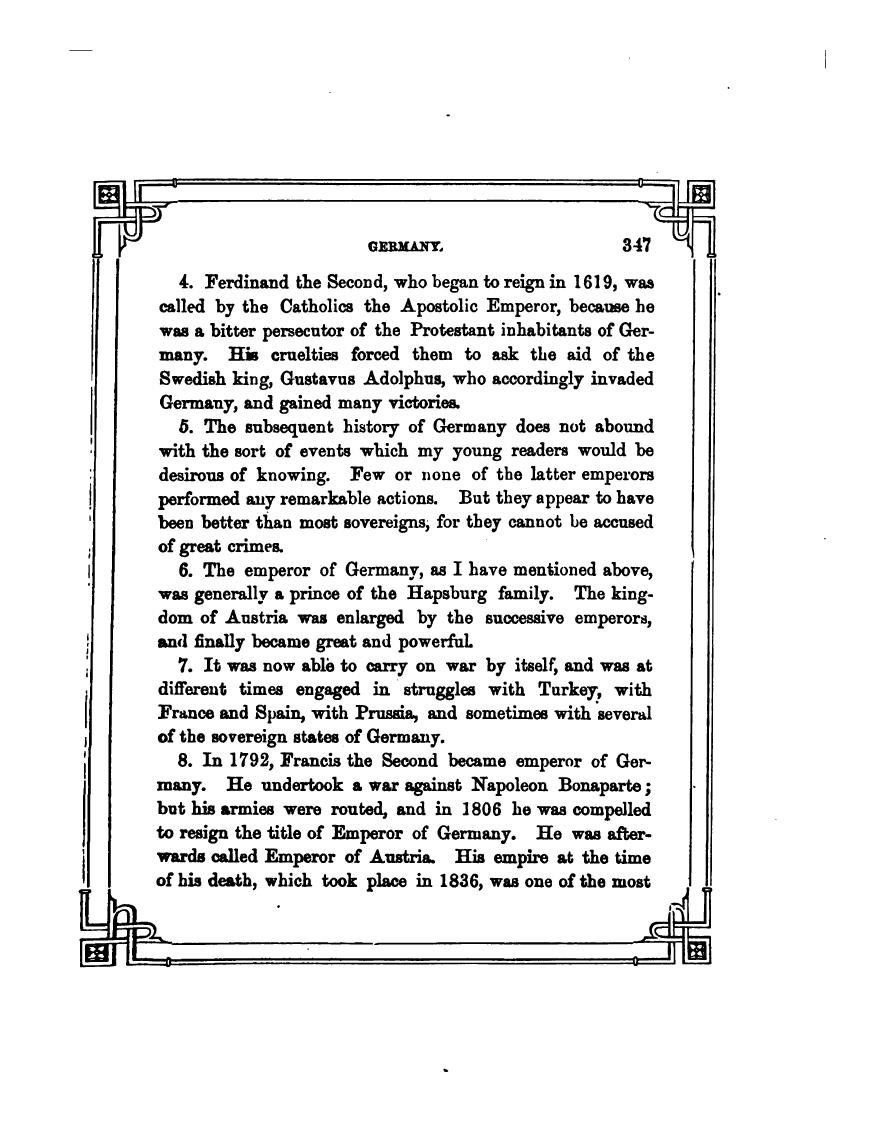 GERMANY. 347
4. Ferdinand the Second, who began to reign in 1619, was
called by the Catholics the Apostolic Emperor, because he
was a bitter persecutor of the Protestant inhabitants of Ger-
many. His cruelties forced them to ask the aid of the
Swedish king, Gustavus Adolphus, who accordingly invaded
Germany, and gained many victories.
5. The subsequent history of Germany does not abound
with the sort of events which my young readers would be
desirous of knowing. Few or none of the latter emperors
performed any remarkable actions. But they appear to have
been better than most sovereigns, for they cannot be accused
of great crimes.
6. The emperor of Germany, as I have mentioned above,
was generally a prince of the Hapsburg family. The king-
dom of Austria was enlarged by the successive emperors,
and finally became great and powerful.
7. It was now able to carry on war by itself, and was at
different times engaged in struggles with Turkey, with
France and Spain, with Prussia, and sometimes with several
of the sovereign states of Germany.
8. In 1792, Francis the Second became emperor of Ger-
many. He undertook a war against Napoleon Bonaparte;
but his armies were routed, and in 1806 he was compelled
to resign the title of Emperor of Germany. He was after-
wards called Emperor of Austria. His empire at the time
of his death, which took place in 1836, was one of the most